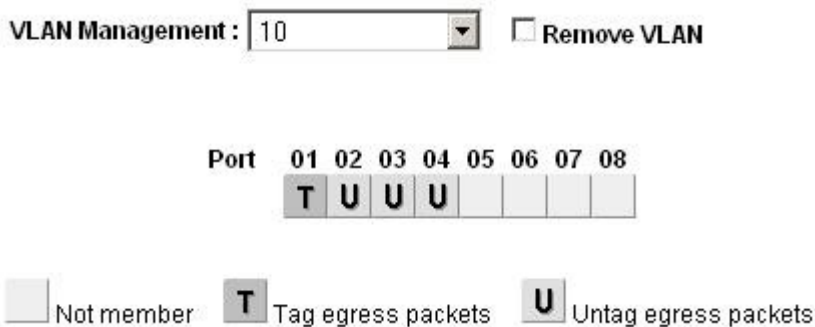 VLAN Management : 10 Remove VLAN
Port 01 02 03 04 05 06 07 08
T U U U
Not member T Tag egress packets U Untag egress packets